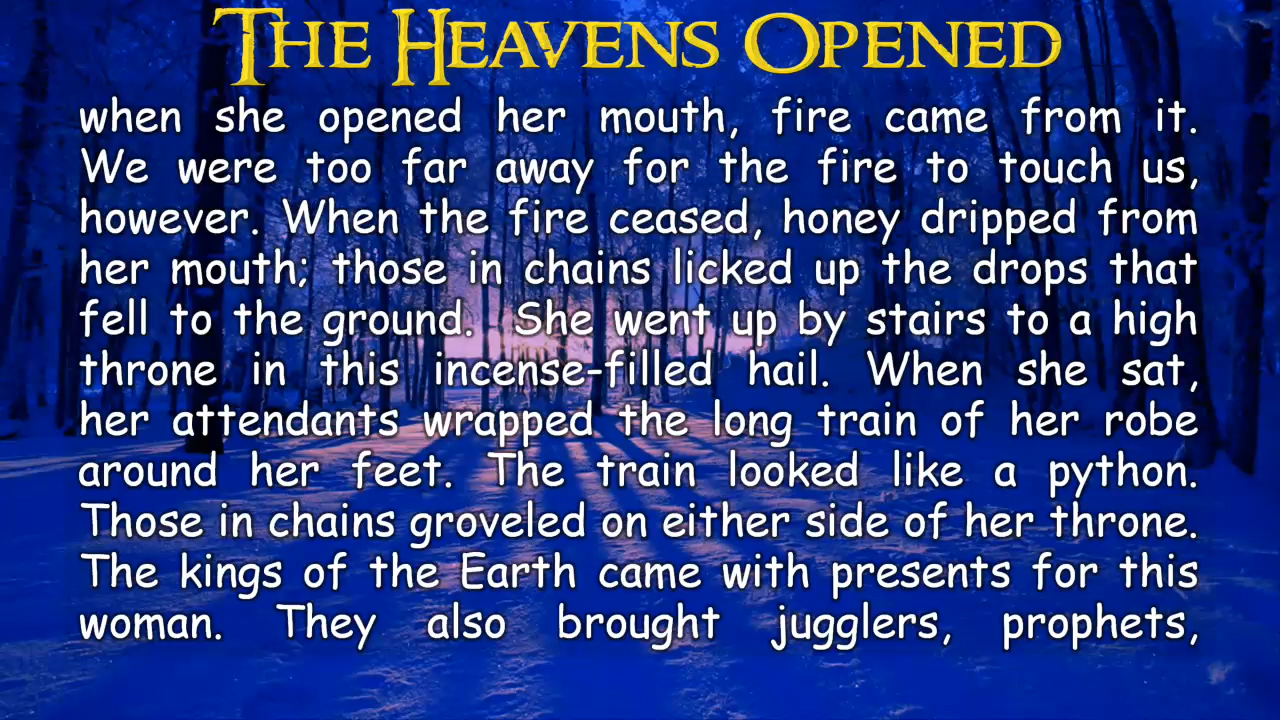 THE HEAVENS OPENED
when she opened her mouth, fire came from it.
We were too far away for the fire to touch us,
however. When the fire ceased, honey dripped from
her mouth; those in chains licked up the drops that
fell to the ground. She went up by stairs to a high
throne in this incense-filled hail. When she sat,
her attendants wrapped the long train of her robe
around her feet. The train looked like a python.
Those in chains groveled on either side of her throne.
The kings of the Earth came with presents for this
woman. They also brought jugglers, prophets,